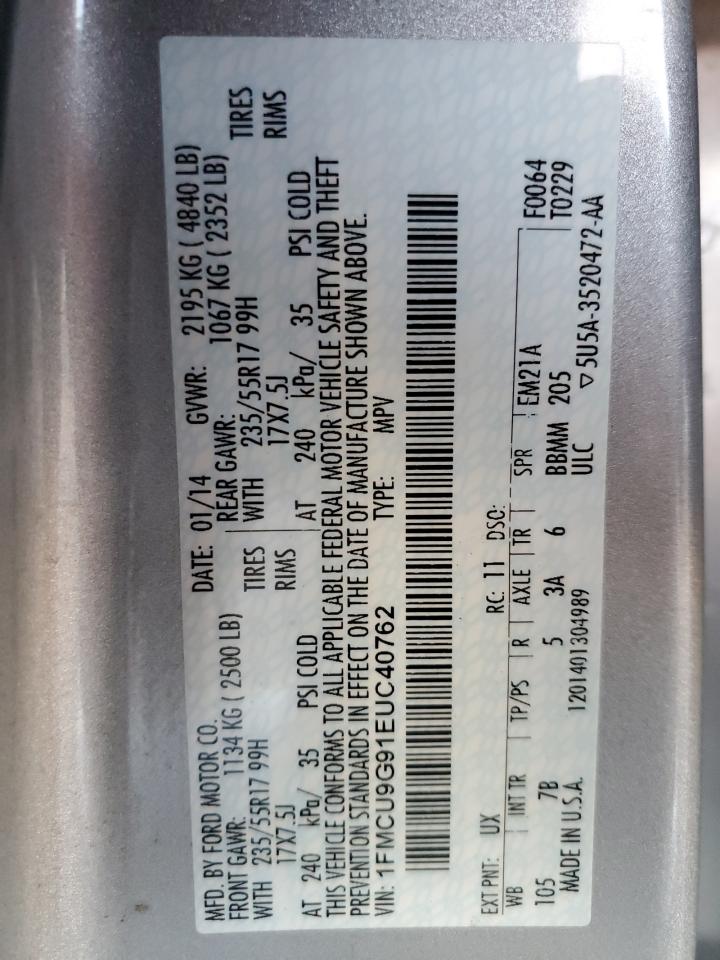 MFD. BY FORD MOTOR CO.
DATE: 01/14 GVWR: 2195 KG ( 4840 LB)
FRONT GAWR: 1134 KG ( 2500 LB) REAR GAWR: 1067 KG ( 2352 LB)
WITH 235/55R17 99H TIRES WITH 235/55R17 99H TIRES
17X7.5J RIMS 17X7.5J RIMS
AT 240 kPa/ 35 PSI COLD AT 240 kPa/ 35 PSI COLD
THIS VEHICLE CONFORMS TO ALL APPLICABLE FEDERAL MOTOR VEHICLE SAFETY AND THEFT
PREVENTION STANDARDS IN EFFECT ON THE DATE OF MANUFACTURE SHOWN ABOVE.
VIN: 1FMCU9G91EUC40762 TYPE: MPV
EXT PNT: UX RC: 11 DSO:
WB INT TR TP/PS R AXLE TR SPR EM21A F0064
105 7B 5 3A 6 BBMM 205 T0229
MADE IN U.S.A. 1201401304989 ULC ▽5U5A-3520472-AA